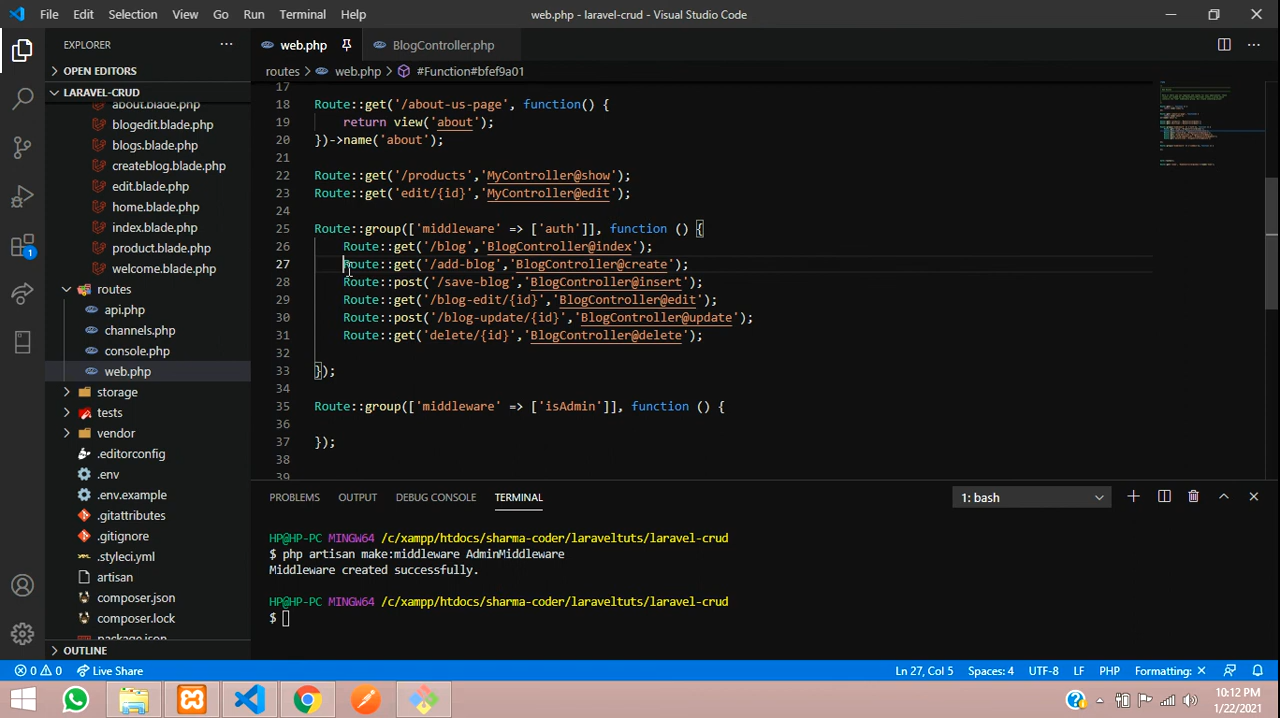 File Edit Selection View Go Run Terminal Help web.php - laravel-crud - Visual Studio Code
EXPLORER
OPEN EDITORS
LARAVEL-CRUD
about.blade.php
blogedit.blade.php
blogs.blade.php
createblog.blade.php
edit.blade.php
home.blade.php
index.blade.php
product.blade.php
welcome.blade.php
routes
api.php
channels.php
console.php
web.php
storage
tests
vendor
.editorconfig
.env
.env.example
.gitattributes
.gitignore
.styleci.yml
artisan
composer.json
composer.lock
package.json
OUTLINE
web.php BlogController.php
routes > web.php > #Function#bfef9a01
17
18 Route::get('/about-us-page', function() {
19 return view('about');
20 })->name('about');
21
22 Route::get('/products','MyController@show');
23 Route::get('edit/{id}','MyController@edit');
24
25 Route::group(['middleware' => ['auth']], function () {
26 Route::get('/blog','BlogController@index');
27 Route::get('/add-blog','BlogController@create');
28 Route::post('/save-blog','BlogController@insert');
29 Route::get('/blog-edit/{id}','BlogController@edit');
30 Route::post('/blog-update/{id}','BlogController@update');
31 Route::get('delete/{id}','BlogController@delete');
32
33 });
34
35 Route::group(['middleware' => ['isAdmin']], function () {
36
37 });
38
39
PROBLEMS OUTPUT DEBUG CONSOLE TERMINAL 1: bash
HP@HP-PC MINGW64 /c/xampp/htdocs/sharma-coder/laraveltuts/laravel-crud
$ php artisan make:middleware AdminMiddleware
Middleware created successfully.
HP@HP-PC MINGW64 /c/xampp/htdocs/sharma-coder/laraveltuts/laravel-crud
$
1
0 0 Live Share Ln 27, Col 5 Spaces: 4 UTF-8 LF PHP Formatting: ×
10:12 PM
1/22/2021